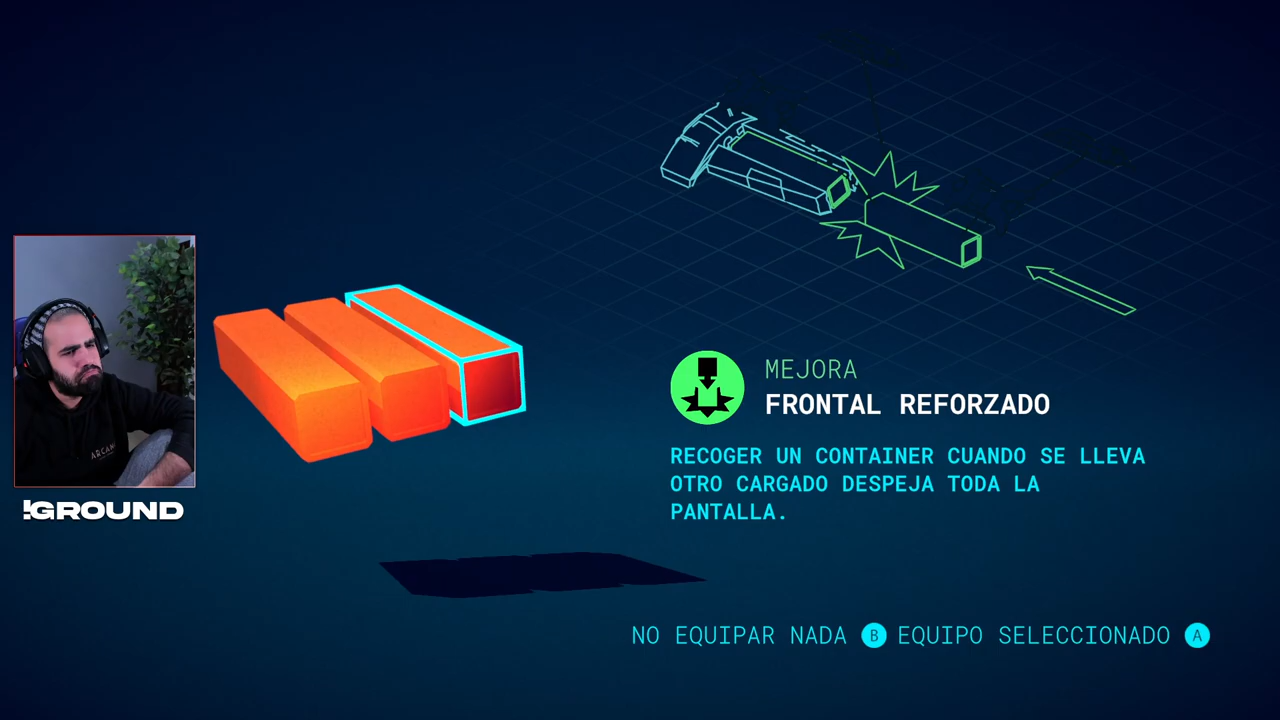 MEJORA
FRONTAL REFORZADO
RECOGER UN CONTAINER CUANDO SE LLEVA
OTRO CARGADO DESPEJA TODA LA
PANTALLA.
!GROUND
NO EQUIPAR NADA B EQUIPO SELECCIONADO A